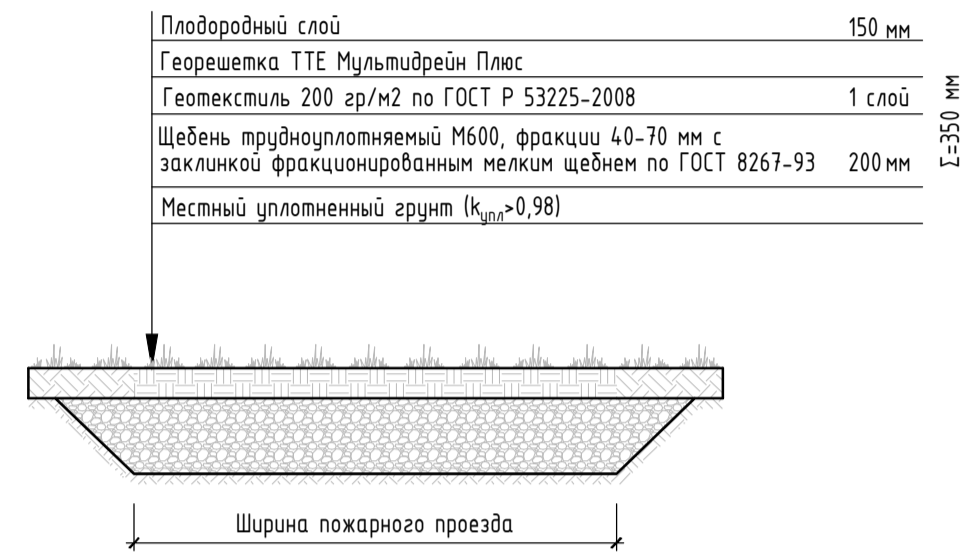 Плодородный слой 150 мм
Георешетка ТТЕ Мультидрейн Плюс
Геотекстиль 200 гр/м2 по ГОСТ Р 53225-2008 1 слой
Щебень трудноуплотняемый М600, фракции 40-70 мм с
заклинкой фракционированным мелким щебнем по ГОСТ 8267-93 200 мм
Местный уплотненный грунт (kупл>0,98)
Σ=350 мм
Ширина пожарного проезда